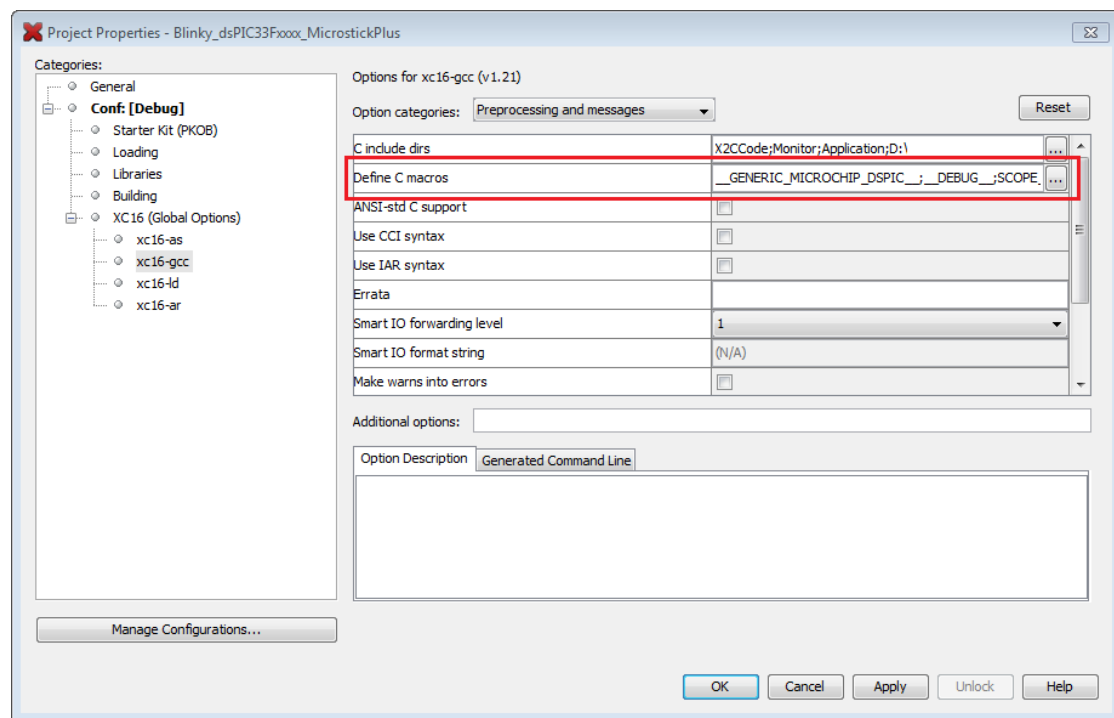 Project Properties - Blinky_dsPIC33Fxxxx_MicrostickPlus
Categories:
General
Conf: [Debug]
Starter Kit (PKOB)
Loading
Libraries
Building
XC16 (Global Options)
xc16-as
xc16-gcc
xc16-ld
xc16-ar
Manage Configurations...
Options for xc16-gcc (v1.21)
Option categories: Preprocessing and messages Reset
C include dirs X2CCode;Monitor;Application;D:\ ...
Define C macros __GENERIC_MICROCHIP_DSPIC__;__DEBUG__;SCOPE_ ...
ANSI-std C support
Use CCI syntax
Use IAR syntax
Errata
Smart IO forwarding level 1
Smart IO format string (N/A)
Make warns into errors
Additional options:
Option Description Generated Command Line
OK Cancel Apply Unlock Help